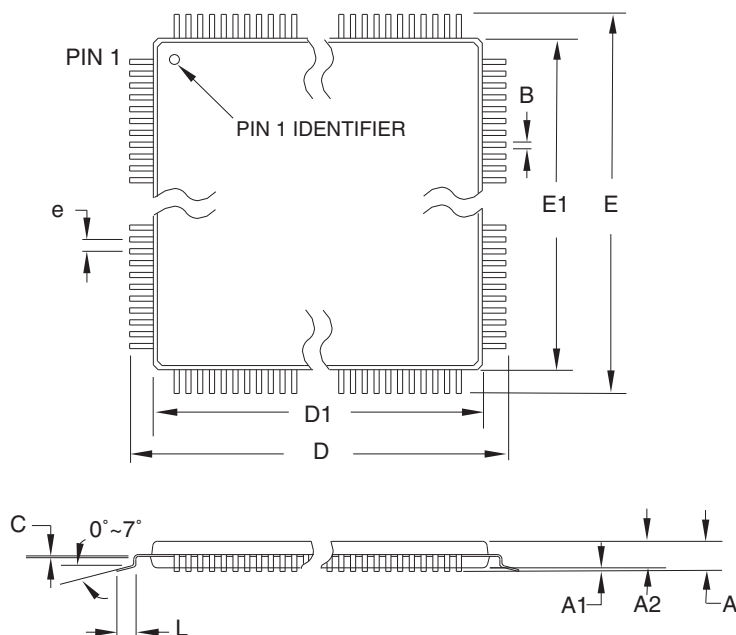 PIN 1
B
PIN 1 IDENTIFIER
e
E1
E
D1
D
C
0˚~7˚
A1
A2
A
L